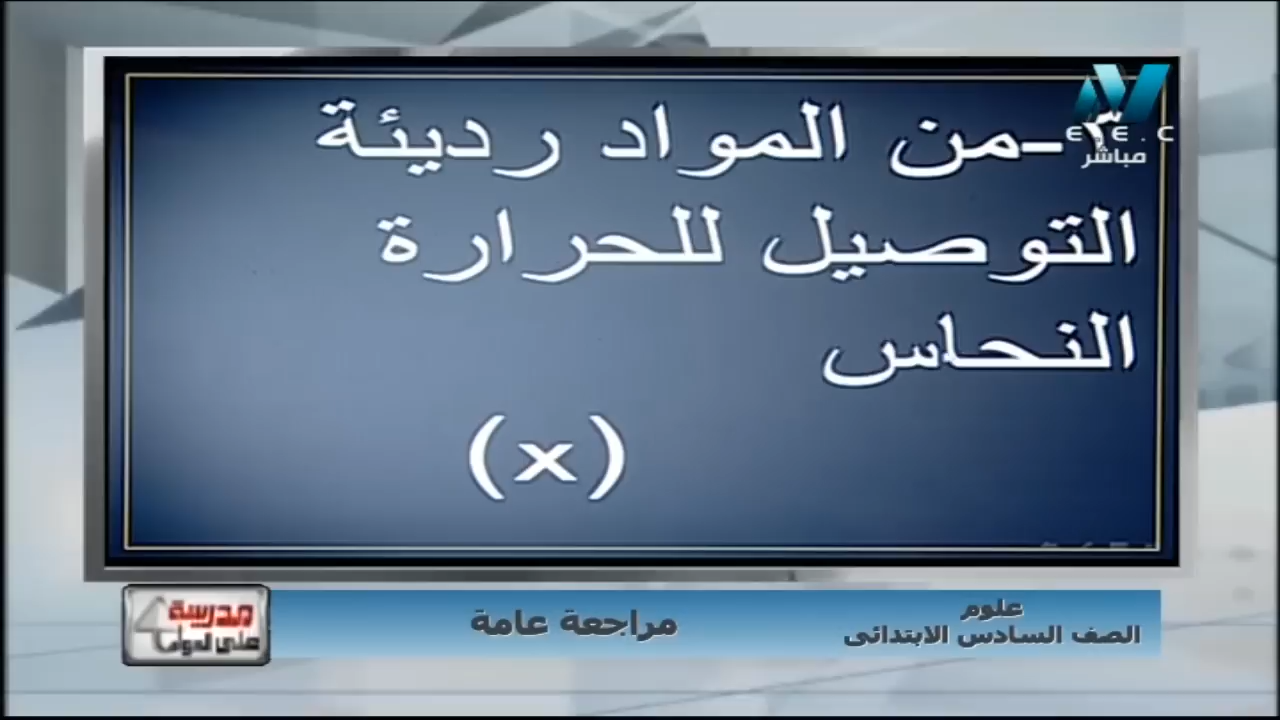 ٣-من المواد رديئة
التوصيل للحرارة
النحاس
(x)
E.E.C
مباشر
علوم
الصف السادس الابتدائى
مراجعة عامة
مدرسة
على الهواء